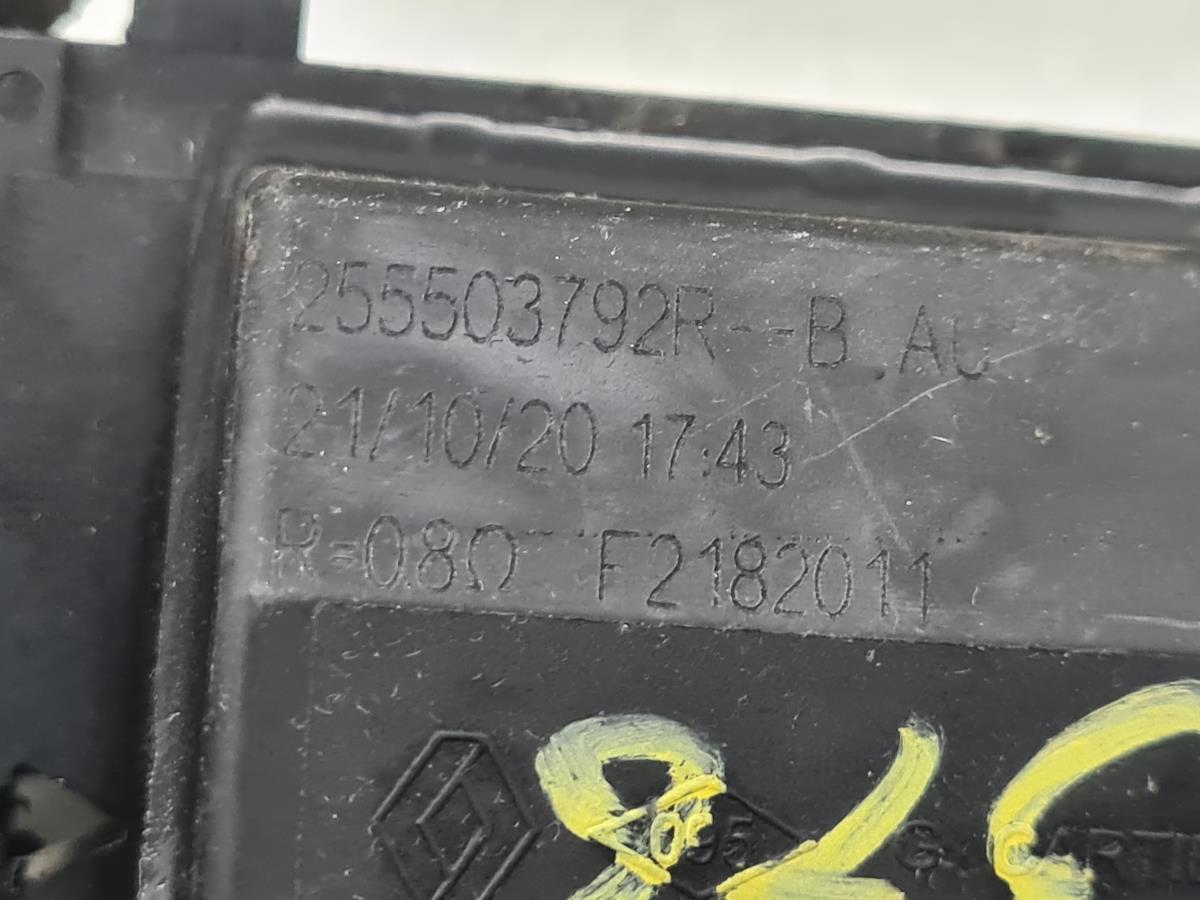 255503792R--B .AU
21/10/20 17:43
R=0.8Ω F2182011